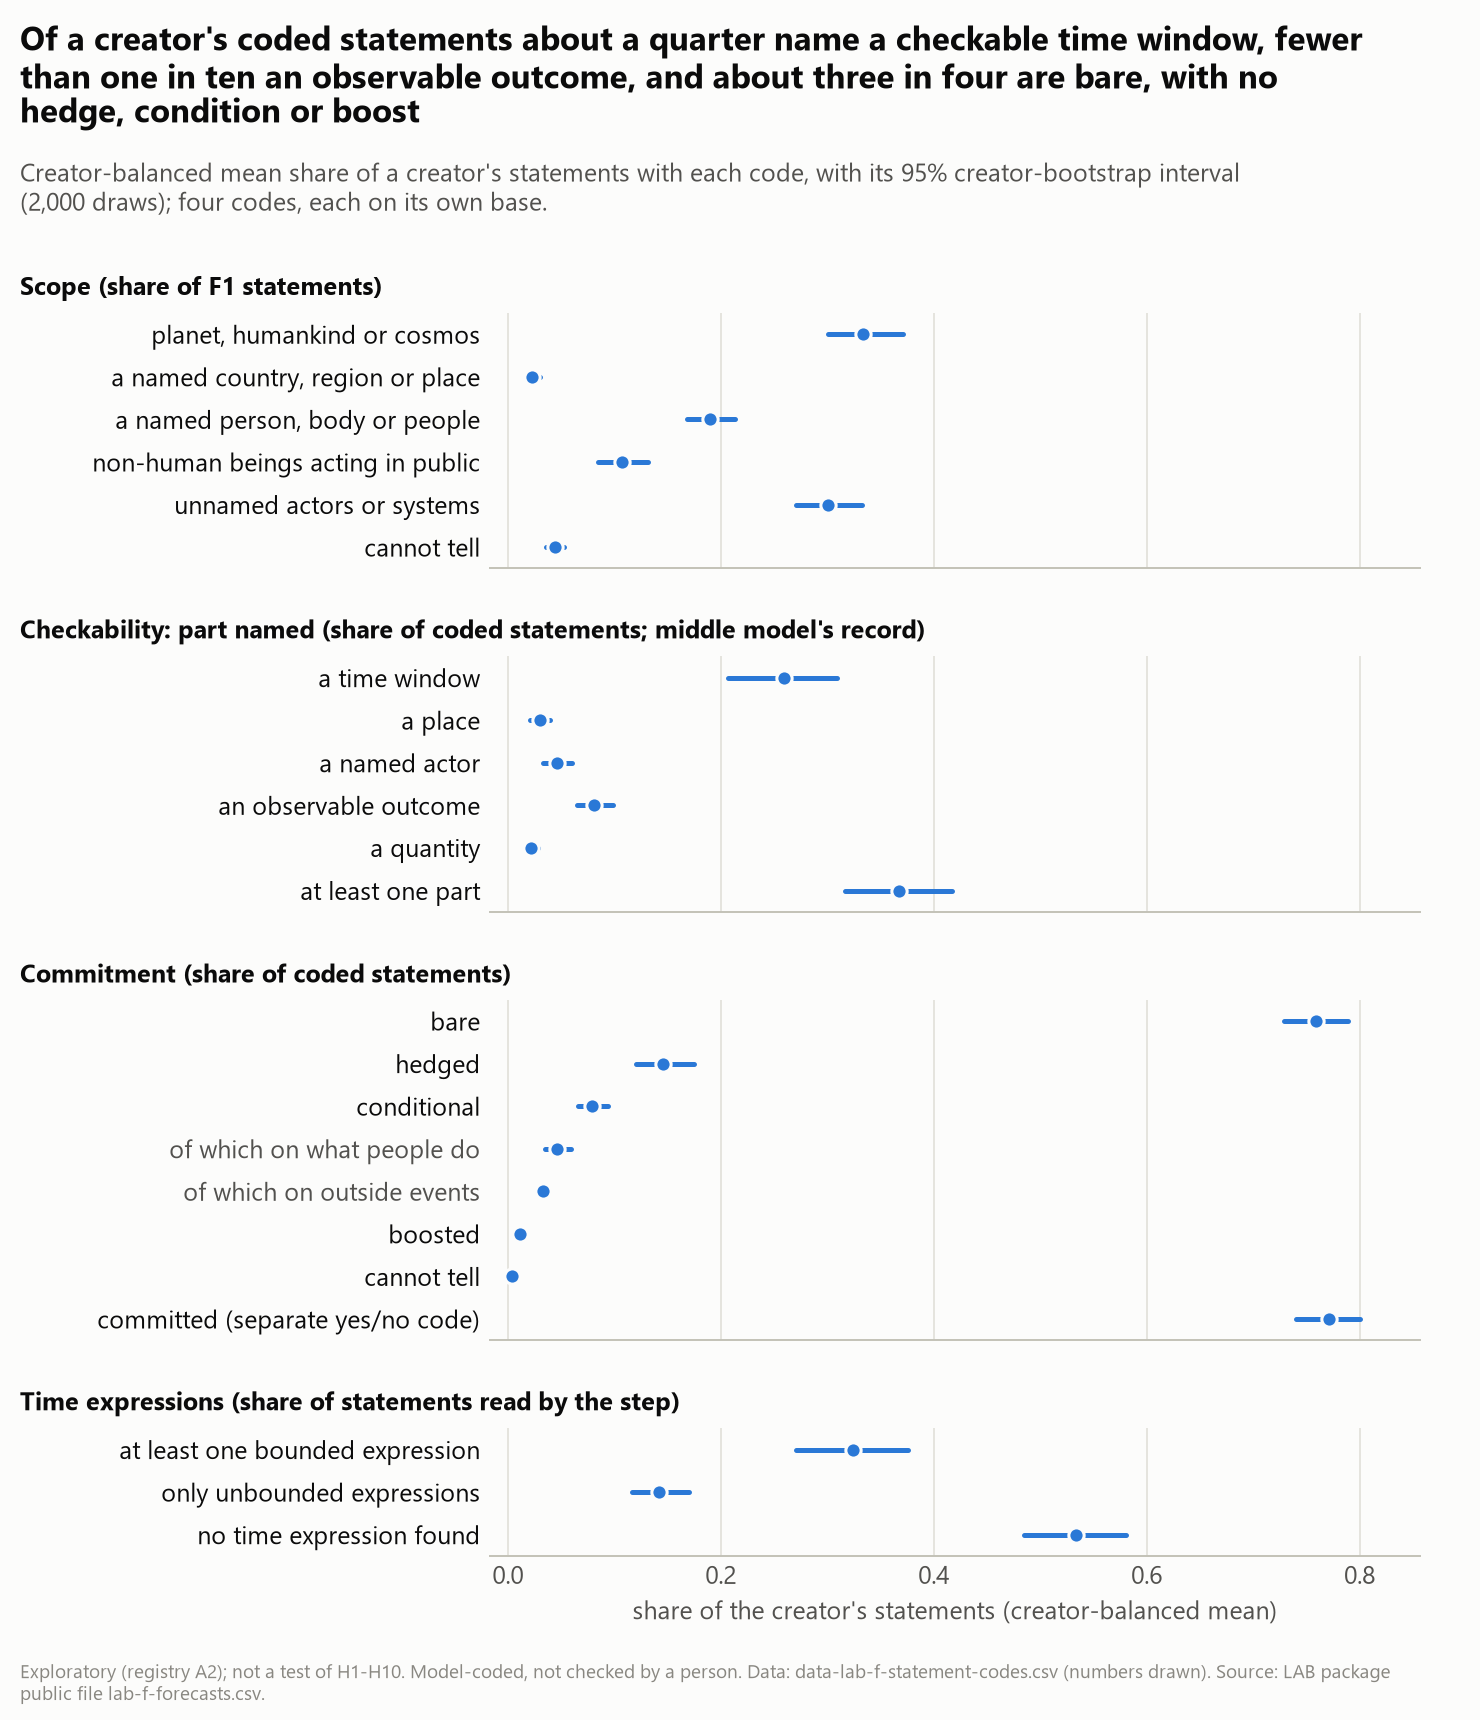 Of a creator's coded statements about a quarter name a checkable time window, fewer
than one in ten an observable outcome, and about three in four are bare, with no
hedge, condition or boost
Creator-balanced mean share of a creator's statements with each code, with its 95% creator-bootstrap interval
(2,000 draws); four codes, each on its own base.
Scope (share of F1 statements)
planet, humankind or cosmos
a named country, region or place
a named person, body or people
non-human beings acting in public
unnamed actors or systems
cannot tell
Checkability: part named (share of coded statements; middle model's record)
a time window
a place
a named actor
an observable outcome
a quantity
at least one part
Commitment (share of coded statements)
bare
hedged
conditional
of which on what people do
of which on outside events
boosted
cannot tell
committed (separate yes/no code)
Time expressions (share of statements read by the step)
at least one bounded expression
only unbounded expressions
no time expression found
0.0 0.2 0.4 0.6 0.8
share of the creator's statements (creator-balanced mean)
Exploratory (registry A2); not a test of H1-H10. Model-coded, not checked by a person. Data: data-lab-f-statement-codes.csv (numbers drawn). Source: LAB package
public file lab-f-forecasts.csv.